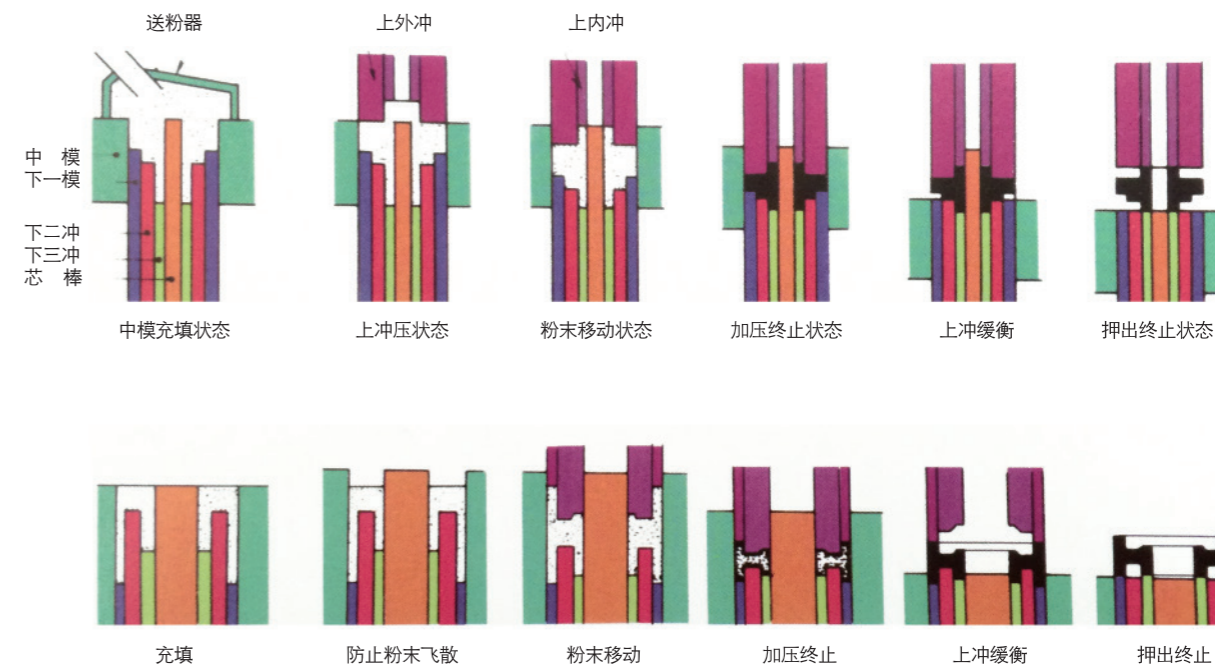 送粉器 上外冲 上内冲
中 模
下一模
下二冲
下三冲
芯 棒
中模充填状态 上冲压状态 粉末移动状态 加压终止状态 上冲缓衡 押出终止状态
充填 防止粉末飞散 粉末移动 加压终止 上冲缓衡 押出终止